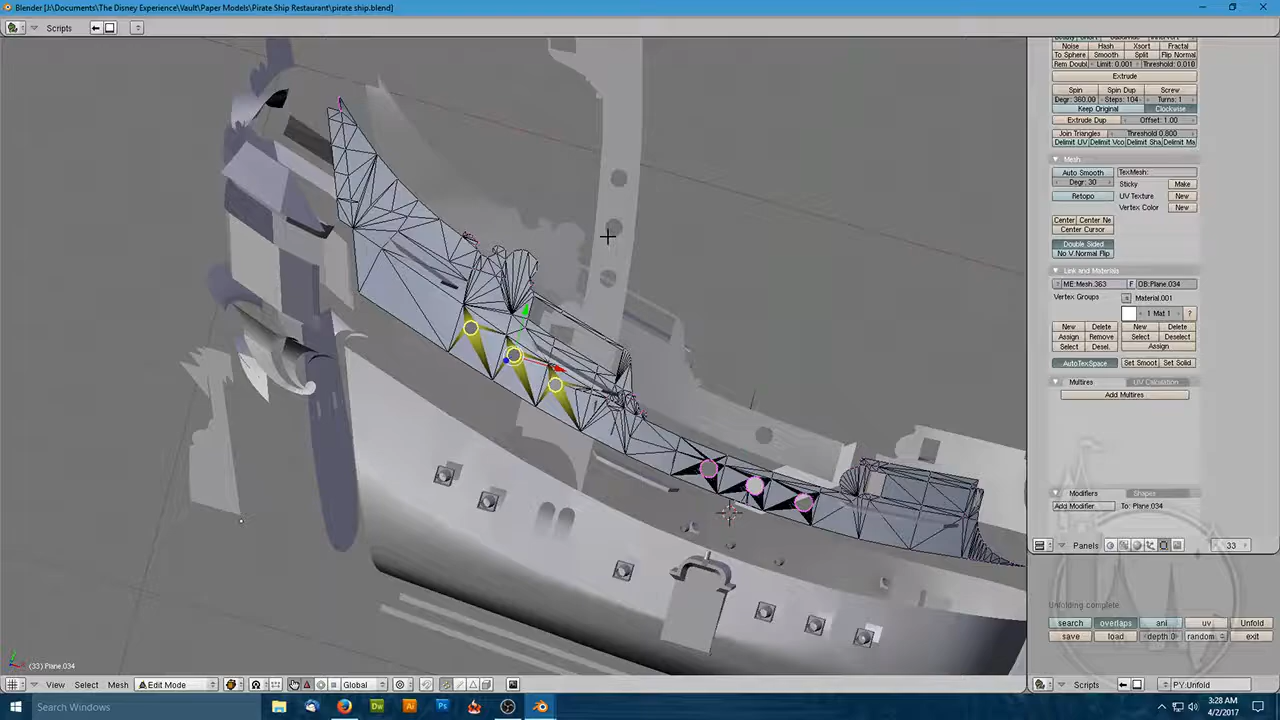 Blender [J:\Documents\The Disney Experience\Vault\Paper Models\Pirate Ship Restaurant\pirate ship.blend]
Scripts
Noise Hash Xsort Fractal
To Sphere Smooth Split Flip Normal
Rem Doubl Limit: 0.001 Threshold: 0.010
Extrude
Spin Spin Dup Screw
Degr: 360.00 Steps: 104 Turns: 1
Keep Original Clockwise
Extrude Dup Offset: 1.00
Join Triangles Threshold 0.800
Delimit UV Delimit Vco Delimit Sha Delimit Ma
Mesh
Auto Smooth TexMesh:
Degr: 30 Sticky Make
Retopo UV Texture New
Vertex Color New
Center Center Ne
Center Cursor
Double Sided
No V.Normal Flip
Link and Materials
ME:Mesh.363 F OB:Plane.034
Vertex Groups Material.001
1 Mat 1 ?
New Delete New Delete
Assign Remove Select Deselect
Select Desel. Assign
AutoTexSpace Set Smoot Set Solid
Multires UV Calculation
Add Multires
Modifiers Shapes
Add Modifier To: Plane.034
Panels 33
Unfolding complete.
search overlaps ani uv Unfold
save load depth 0 random exit
(33) Plane.034
View Select Mesh Edit Mode Global
Scripts PY:Unfold
Search Windows
Dw Ai Ps
3:28 AM
4/2/2017